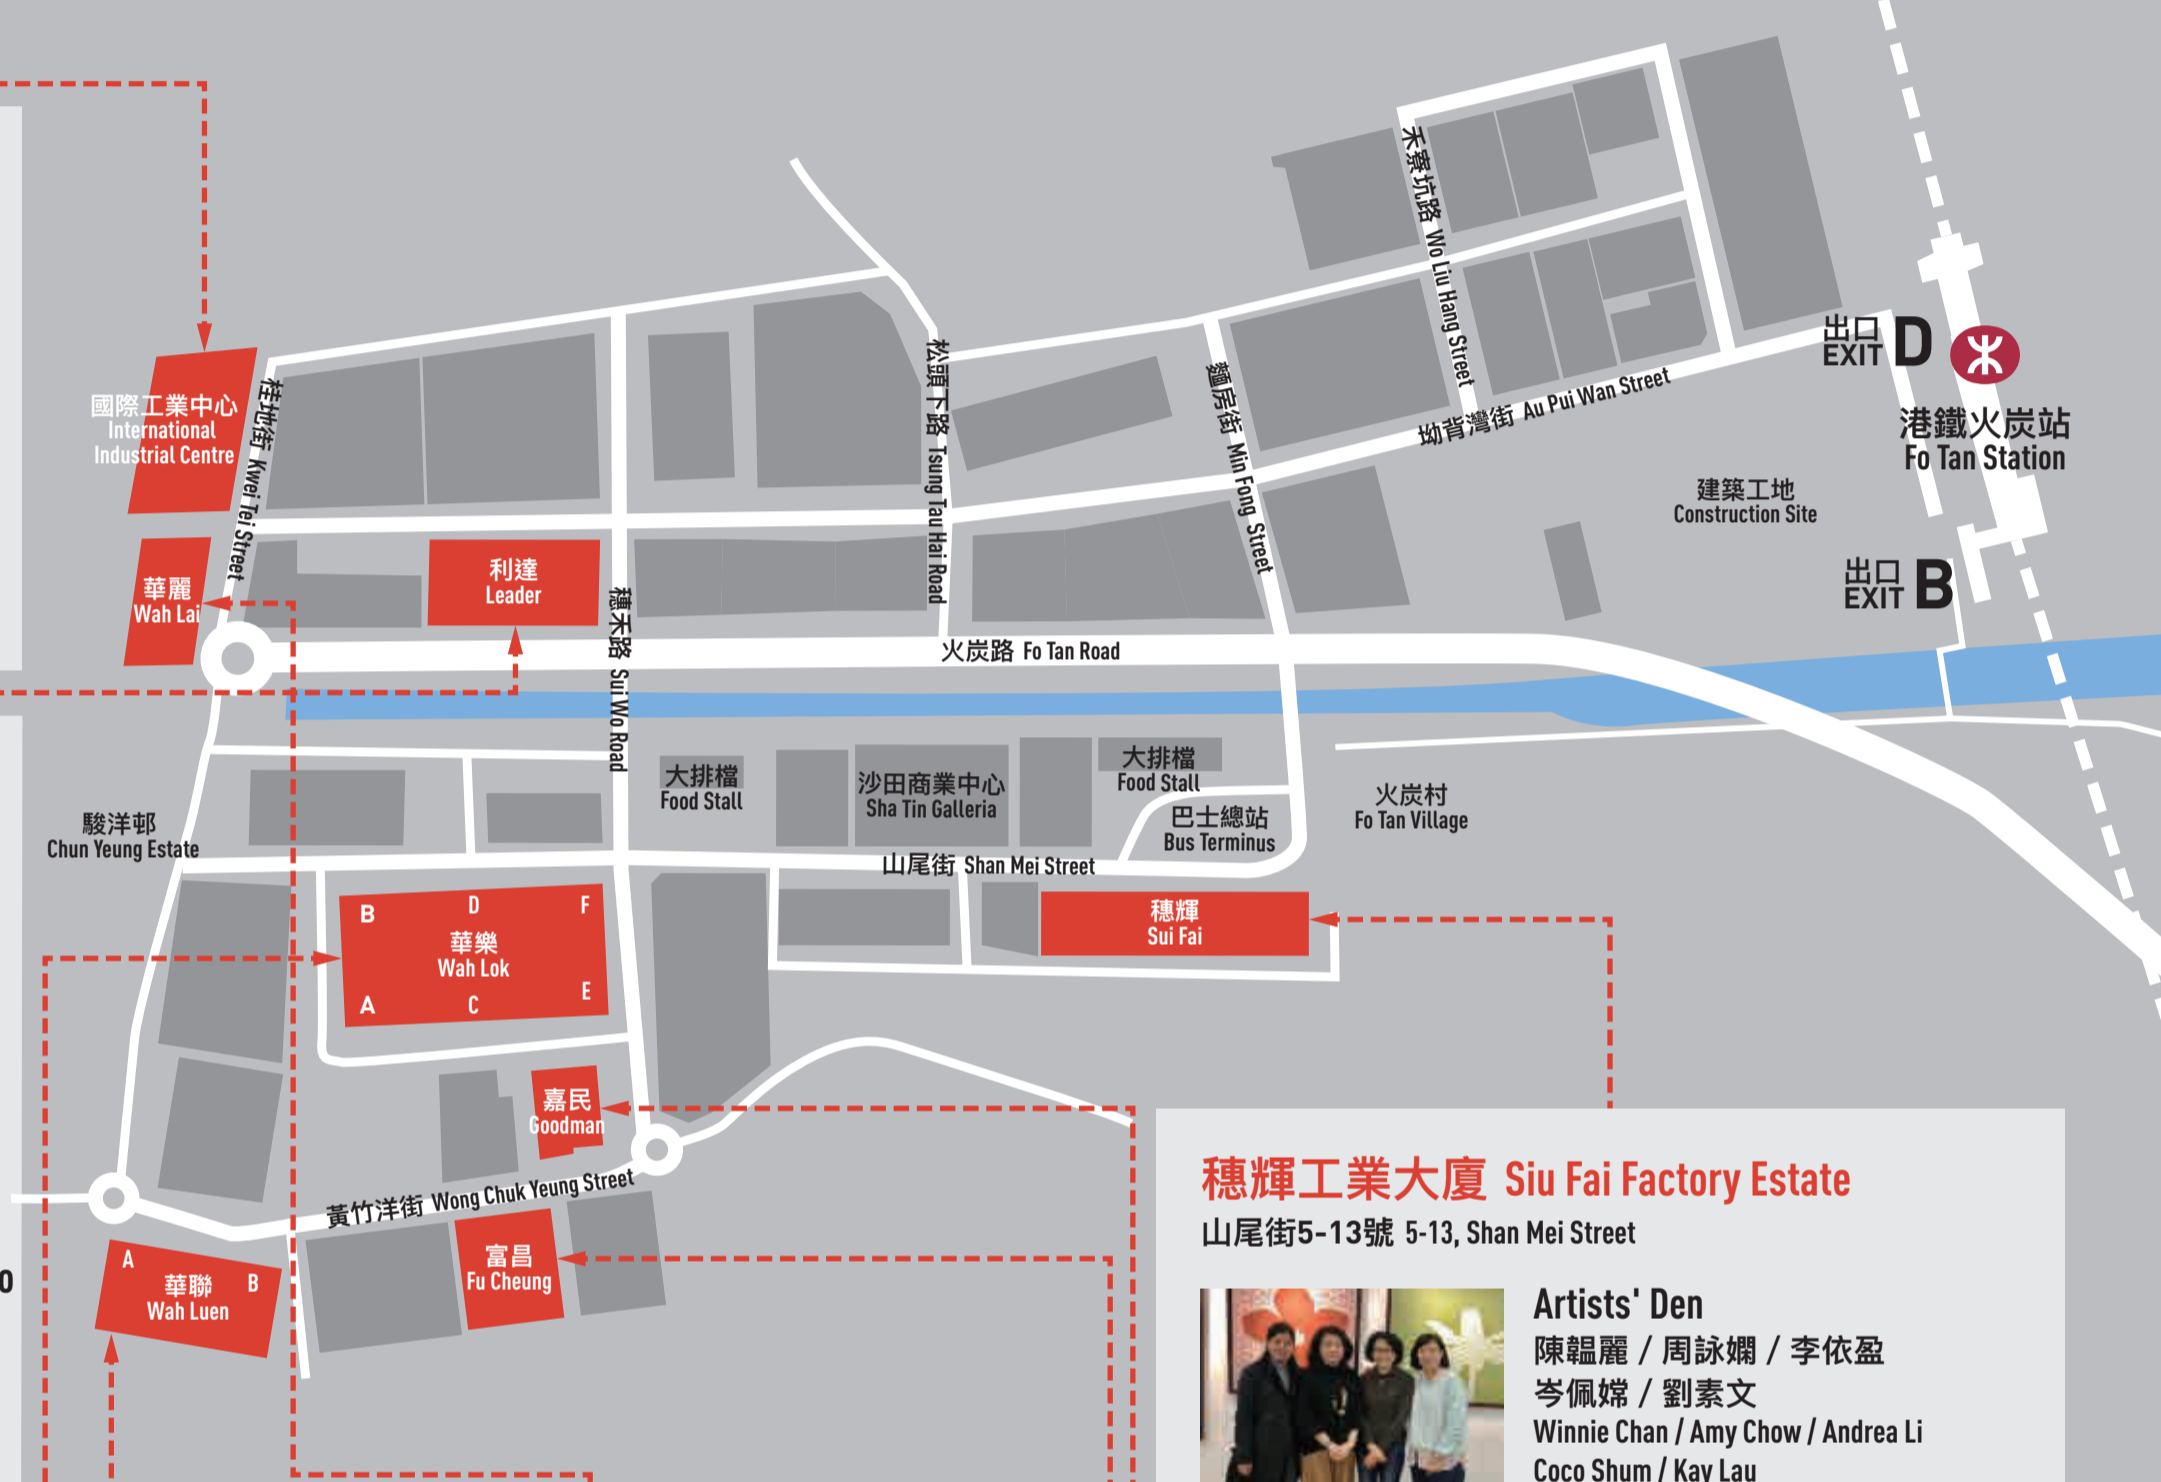 禾寮坑路 Wo Liu Hang Street
出口
EXIT D
港鐵火炭站
Fo Tan Station
坳背灣街 Au Pui Wan Street
麵房街 Min Fong Street
松頭下路 Tsung Tau Hai Road
桂地街 Kwei Tei Street
國際工業中心
International
Industrial Centre
建築工地
Construction Site
出口
EXIT B
華麗
Wah Lai
利達
Leader
穗禾路 Sui Wo Road
火炭路 Fo Tan Road
大排檔
Food Stall
沙田商業中心
Sha Tin Galleria
大排檔
Food Stall
巴士總站
Bus Terminus
火炭村
Fo Tan Village
駿洋邨
Chun Yeung Estate
山尾街 Shan Mei Street
B D F
華樂
Wah Lok
A C E
穗輝
Sui Fai
嘉民
Goodman
黃竹洋街 Wong Chuk Yeung Street
富昌
Fu Cheung
A B
華聯
Wah Luen
穗輝工業大廈 Siu Fai Factory Estate
山尾街5-13號 5-13, Shan Mei Street
Artists' Den
陳韞麗 / 周詠嫻 / 李依盈
岑佩嫦 / 劉素文
Winnie Chan / Amy Chow / Andrea Li
Coco Shum / Kay Lau